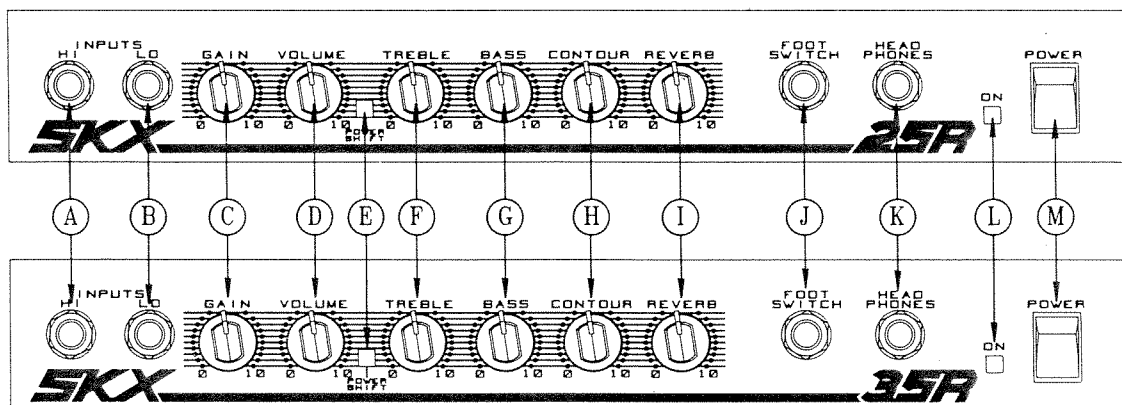 INPUTS
HI LO GAIN VOLUME TREBLE BASS CONTOUR REVERB FOOT SWITCH HEAD PHONES POWER
ON
0 10 0 10 0 10 0 10 0 10 0 10
POWER SHIFT
SKX 25R
A B C D E F G H I J K L M
INPUTS
HI LO GAIN VOLUME TREBLE BASS CONTOUR REVERB FOOT SWITCH HEAD PHONES POWER
ON
0 10 0 10 0 10 0 10 0 10 0 10
POWER SHIFT
SKX 35R